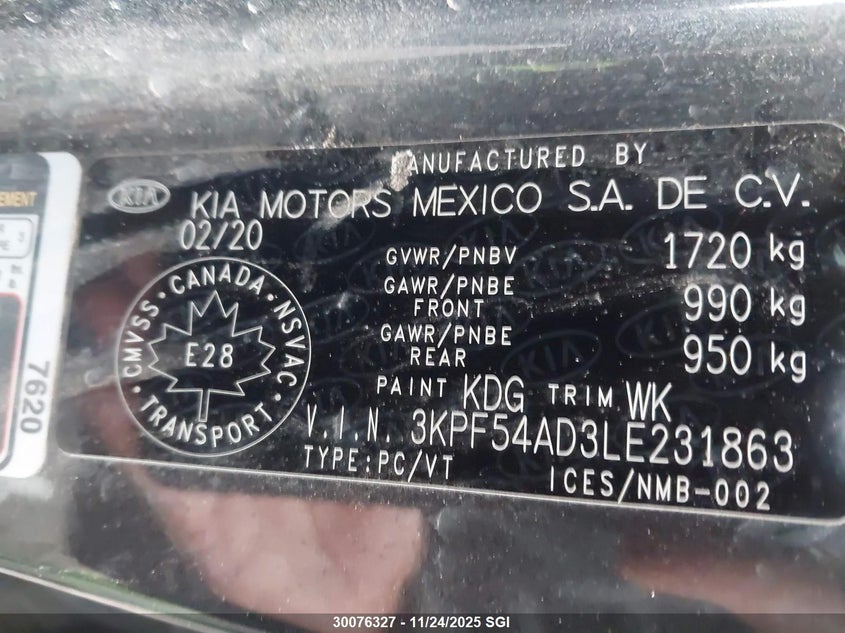 MANUFACTURED BY
KIA
KIA MOTORS MEXICO S.A. DE C.V.
02/20
GVWR/PNBV 1720 kg
GAWR/PNBE FRONT 990 kg
GAWR/PNBE REAR 950 kg
CMVSS · CANADA · NSVAC · TRANSPORT ·
E28
PAINT KDG TRIM WK
V.I.N. 3KPF54AD3LE231863
TYPE:PC/VT
ICES/NMB-002
7620
30076327 - 11/24/2025 SGI